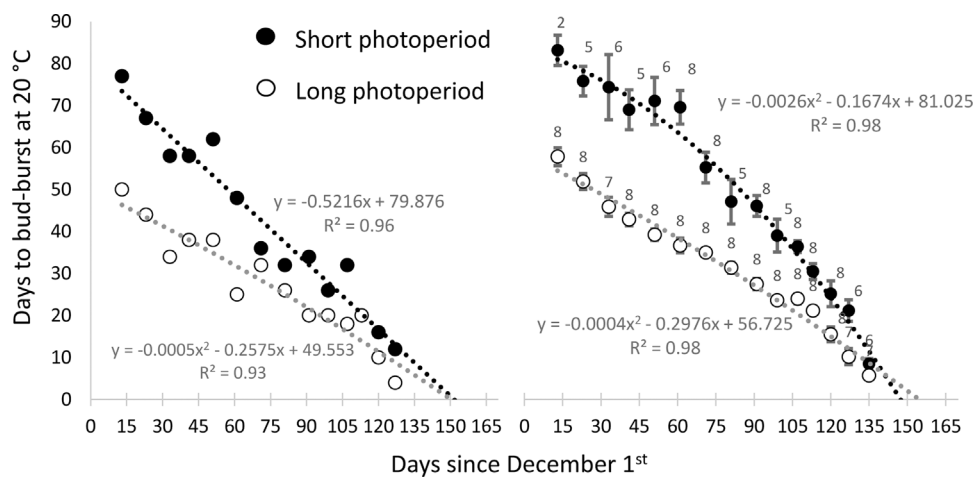 Days to bud-burst at 20 °C
90
80
70
60
50
40
30
20
10
0
Short photoperiod
Long photoperiod
y = -0.5216x + 79.876
R² = 0.96
y = -0.0005x² - 0.2575x + 49.553
R² = 0.93
0 15 30 45 60 75 90 105 120 135 150 165
2
5
6
5
6
8
8
5
8
5
8
8
8
6
6
y = -0.0026x² - 0.1674x + 81.025
R² = 0.98
8
8
7
8
8
8
8
8
8
8
8
8
8
7
y = -0.0004x² - 0.2976x + 56.725
R² = 0.98
0 15 30 45 60 75 90 105 120 135 150 165
Days since December 1st